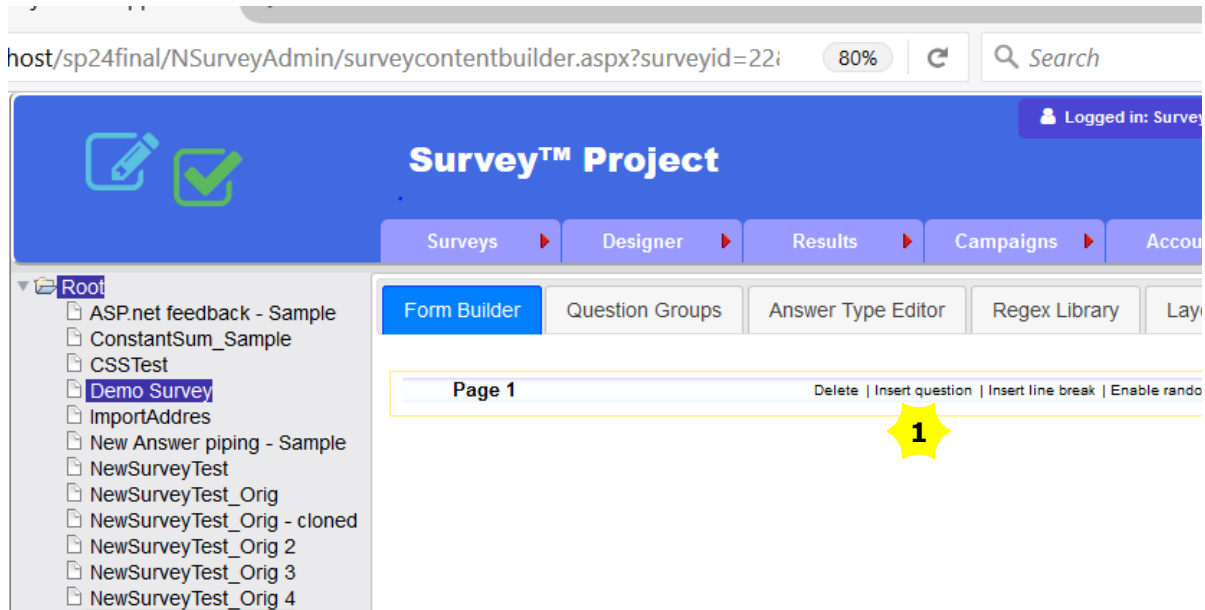 host/sp24final/NSurveyAdmin/surveycontentbuilder.aspx?surveyid=22 80% Search
Logged in: Survey
Survey™ Project
Surveys Designer Results Campaigns Accou
Root
ASP.net feedback - Sample
ConstantSum_Sample
CSSTest
Demo Survey
ImportAddres
New Answer piping - Sample
NewSurveyTest
NewSurveyTest_Orig
NewSurveyTest_Orig - cloned
NewSurveyTest_Orig 2
NewSurveyTest_Orig 3
NewSurveyTest_Orig 4
Form Builder Question Groups Answer Type Editor Regex Library Lay
Page 1 Delete | Insert question | Insert line break | Enable rando
1